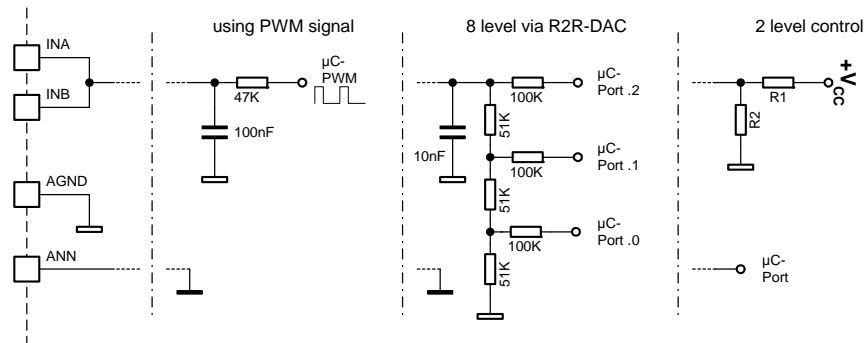 using PWM signal
8 level via R2R-DAC
2 level control
INA
INB
AGND
ANN
µC-
PWM
47K
100nF
µC-
Port .2
100K
51K
10nF
µC-
Port .1
100K
51K
µC-
Port .0
100K
51K
+VCC
R1
R2
µC-
Port